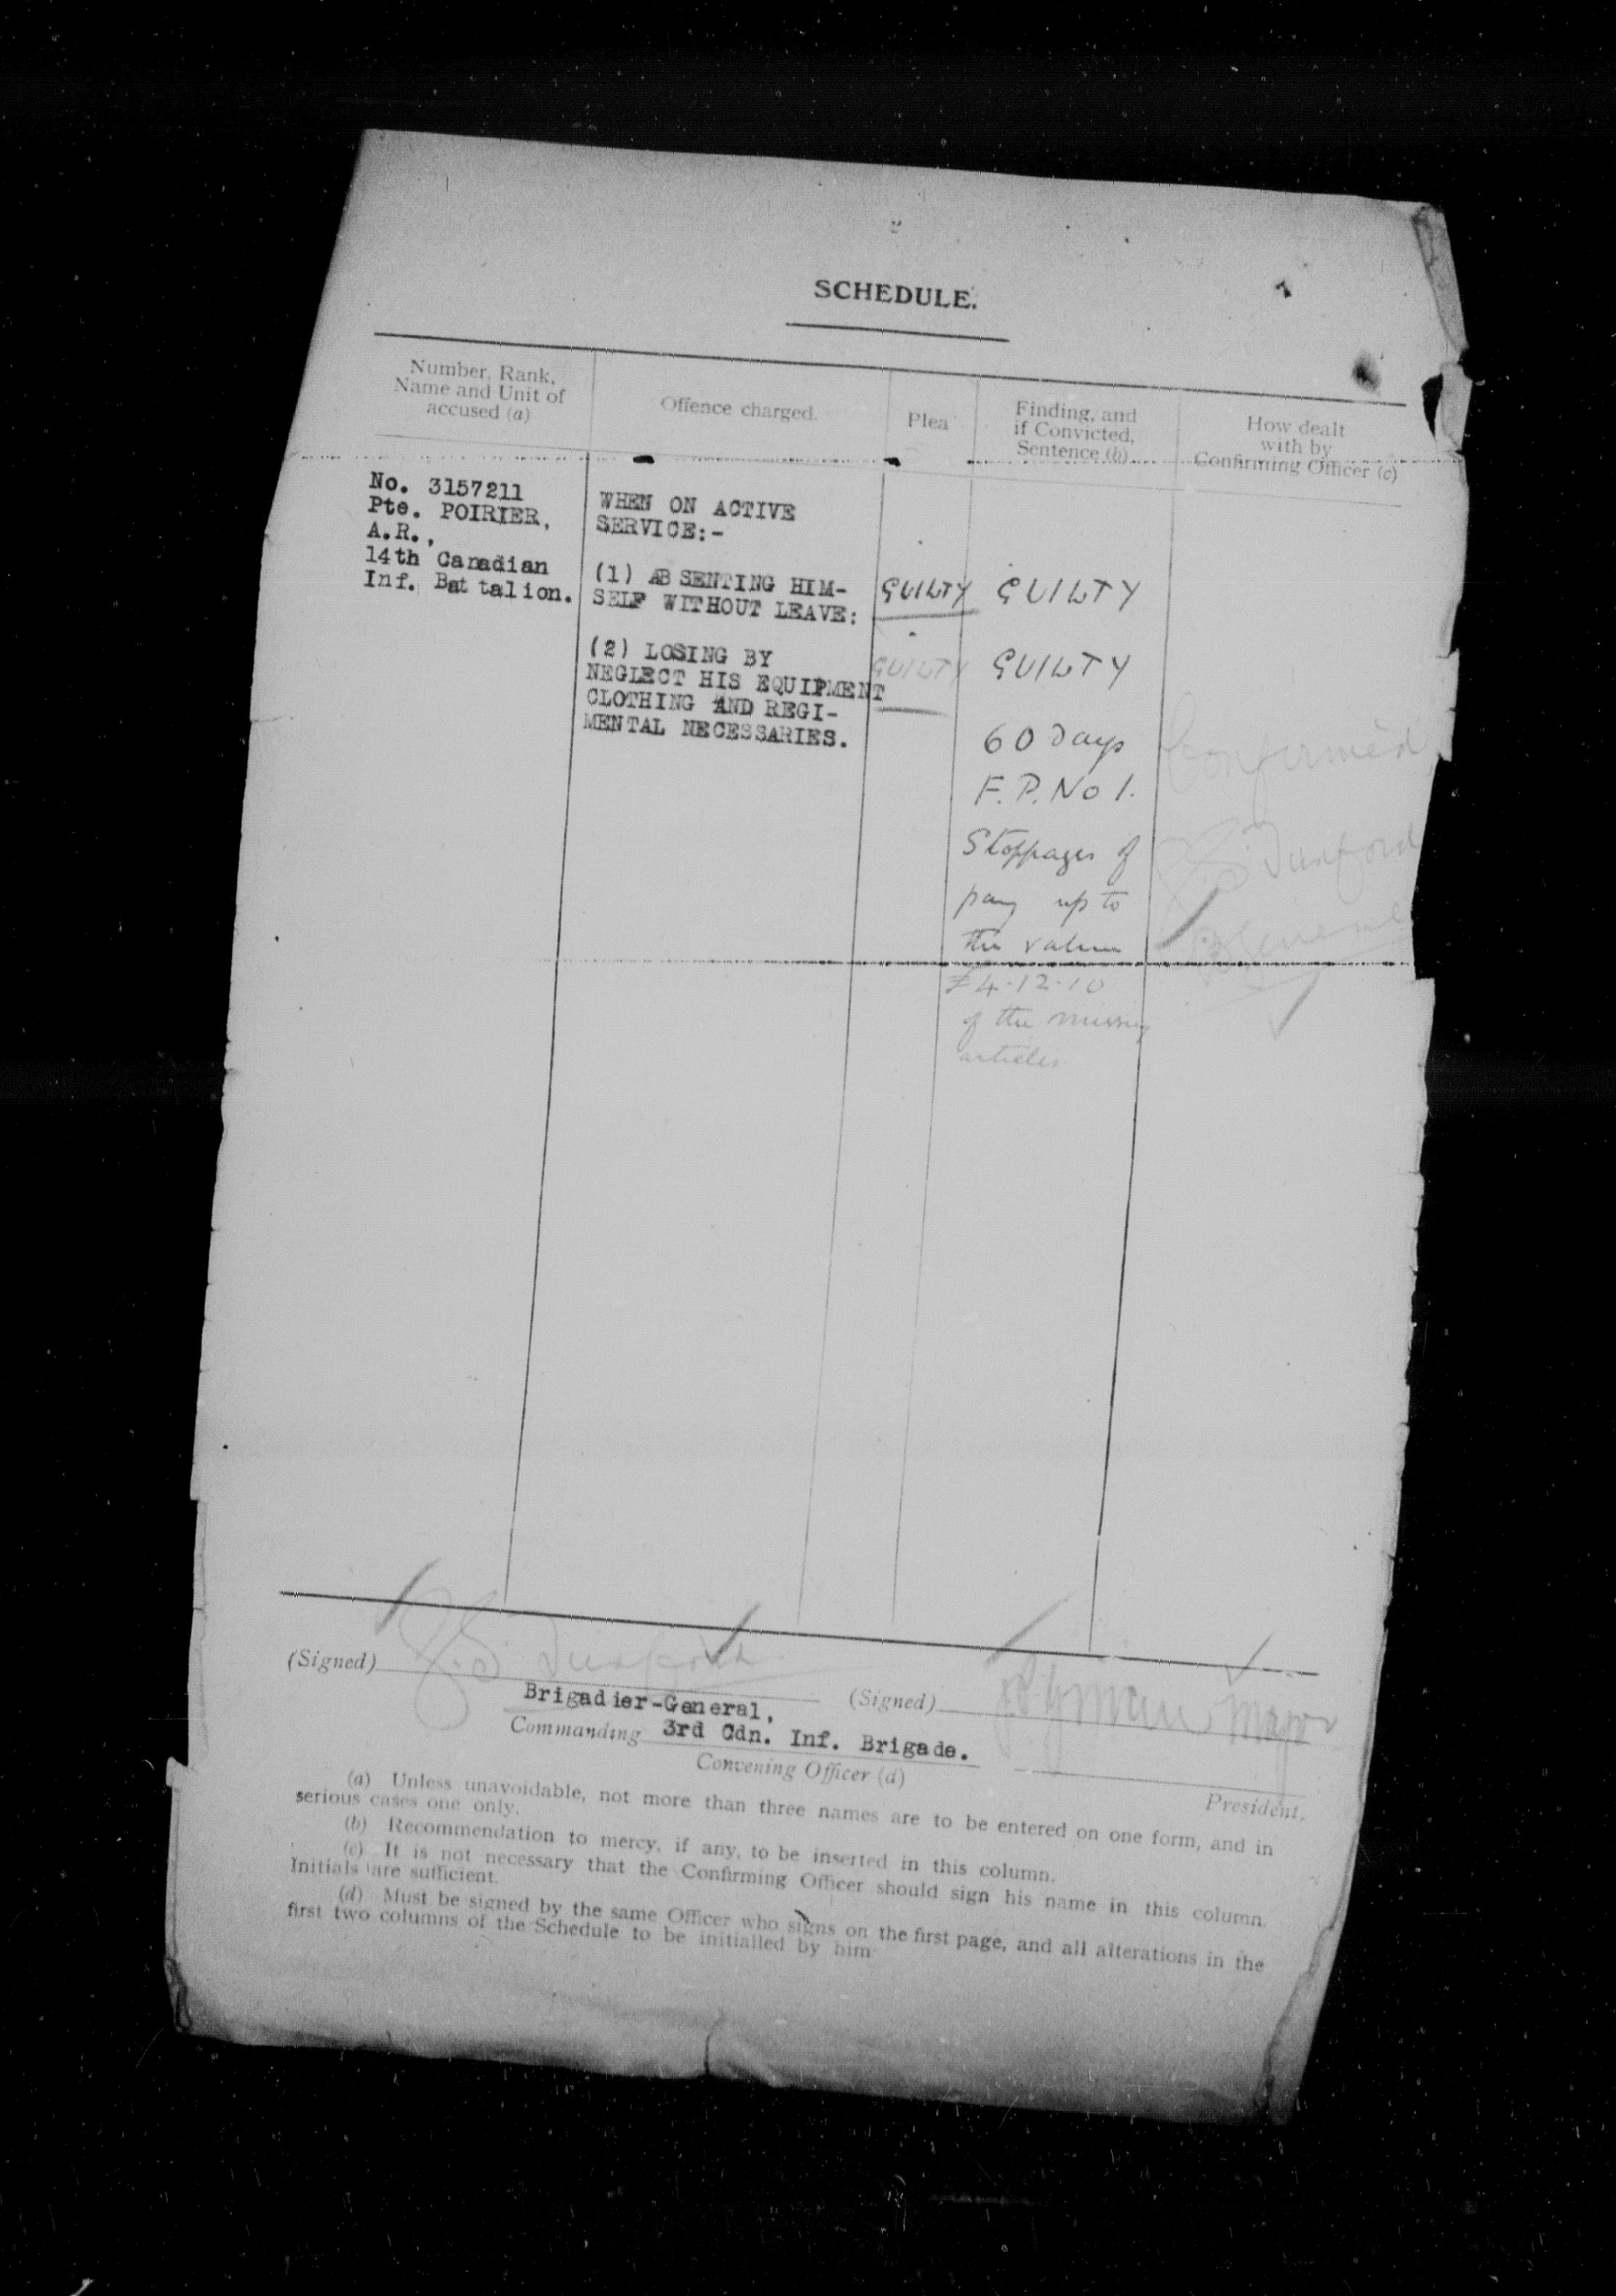 SCHEDULE.
Number, Rank,
Name and Unit of
accused (a)
Offence charged.
Plea
Finding, and
if Convicted,
Sentence (b)
How dealt
with by
Confirming Officer (c)
No. 3157211
Pte. POIRIER,
A.R.,
14th Canadian
Inf. Battalion.
WHEN ON ACTIVE
SERVICE:-
(1) ABSENTING HIM-
SELF WITHOUT LEAVE:
(2) LOSING BY
NEGLECT HIS EQUIPMENT
CLOTHING AND REGI-
MENTAL NECESSARIES.
GUILTY
GUILTY
GUILTY
GUILTY
60 Days
F.P. No 1.
Stoppages of
pay up to
the value
£4.12.10
of the missing
articles
Confirmed
Tuxford
BGeneral
(Signed) Tuxford
Brigadier-General,
Commanding 3rd Cdn. Inf. Brigade.
Convening Officer (d)
(Signed) Major
President.
(a) Unless unavoidable, not more than three names are to be entered on one form, and in
serious cases one only.
(b) Recommendation to mercy, if any, to be inserted in this column.
(c) It is not necessary that the Confirming Officer should sign his name in this column.
Initials are sufficient.
(d) Must be signed by the same Officer who signs on the first page, and all alterations in the
first two columns of the Schedule to be initialled by him